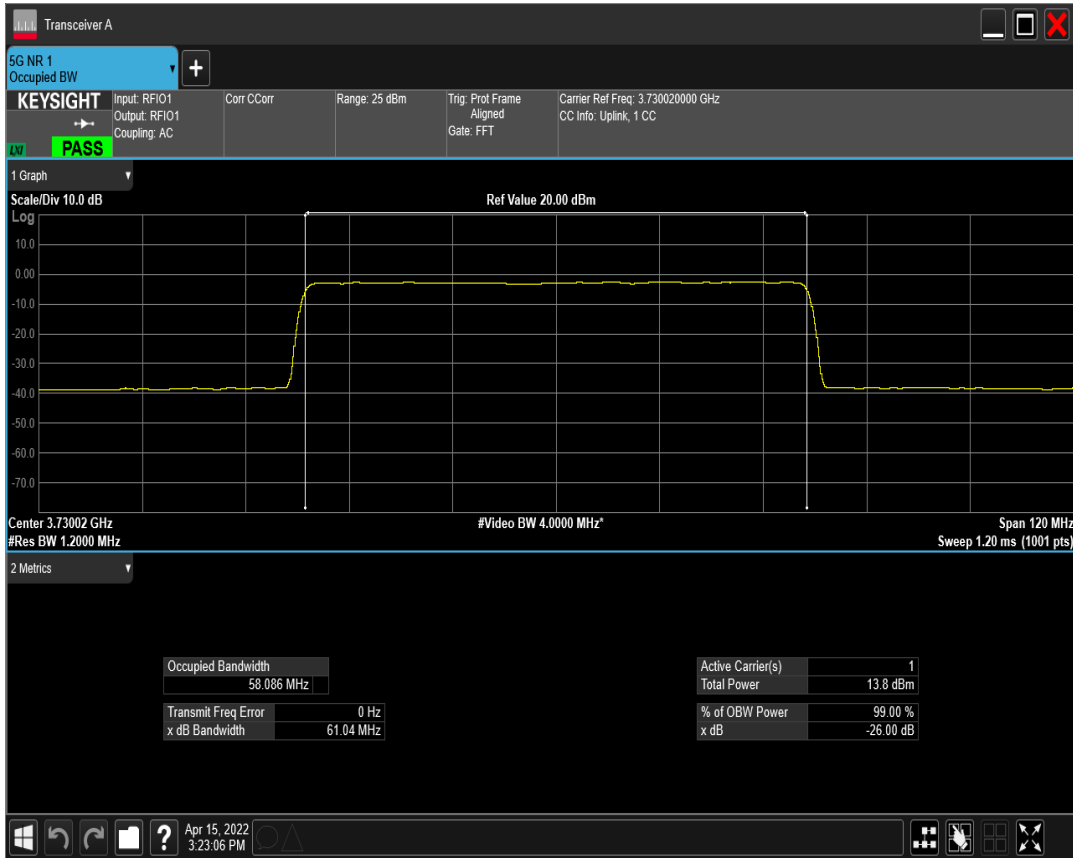 Transceiver A
5G NR 1
Occupied BW
+
KEYSIGHT
LXI
PASS
Input: RFIO1
Output: RFIO1
Coupling: AC
Corr CCorr
Range: 25 dBm
Trig: Prot Frame
Aligned
Gate: FFT
Carrier Ref Freq: 3.730020000 GHz
CC Info: Uplink, 1 CC
1 Graph
Scale/Div 10.0 dB
Ref Value 20.00 dBm
Log
10.0
0.00
-10.0
-20.0
-30.0
-40.0
-50.0
-60.0
-70.0
Center 3.73002 GHz
#Video BW 4.0000 MHz*
Span 120 MHz
#Res BW 1.2000 MHz
Sweep 1.20 ms (1001 pts)
2 Metrics
Occupied Bandwidth
58.086 MHz
Transmit Freq Error 0 Hz
x dB Bandwidth 61.04 MHz
Active Carrier(s) 1
Total Power 13.8 dBm
% of OBW Power 99.00 %
x dB -26.00 dB
?
Apr 15, 2022
3:23:06 PM